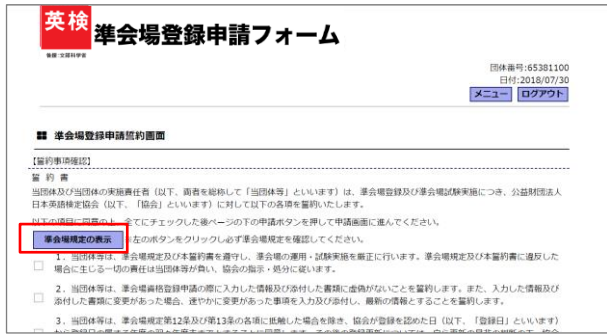 英検
後援:文部科学省
準会場登録申請フォーム
団体番号:65381100
日付:2018/07/30
メニュー ログアウト
準会場登録申請誓約画面
【誓約事項確認】
誓 約 書
当団体及び当団体の実施責任者（以下、両者を総称して「当団体等」といいます）は、準会場登録及び準会場試験実施につき、公益財団法人
日本英語検定協会（以下、「協会」といいます）に対して以下の各項を誓約いたします。
以下の項目に同意の上、全てにチェックした後ページの下の申請ボタンを押して申請画面に進んでください。
準会場規定の表示 ※左のボタンをクリックし必ず準会場規定を確認してください。
1．当団体等は、準会場規定及び本誓約書を遵守し、準会場の運用・試験実施を厳正に行います。準会場規定及び本誓約書に違反した
場合に生じる一切の責任は当団体等が負い、協会の指示・処分に従います。
2．当団体等は、準会場資格登録申請の際に入力した情報及び添付した書類に虚偽がないことを誓約します。また、入力した情報及び
添付した書類に変更があった場合、速やかに変更があった事項を入力及び添付し、最新の情報とすることを誓約します。
3．当団体等は、準会場規定第12条及び第13条の各項に抵触した場合を除き、協会が登録を認めた日（以下、「登録日」といいます）